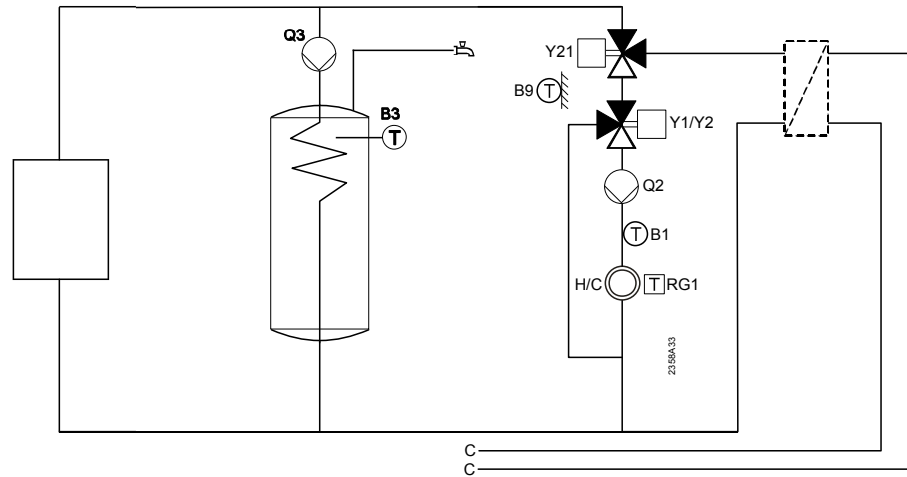 Q3
Y21
B9 T
B3
T
Y1/Y2
Q2
T B1
H/C T RG1
2358A33
C
C